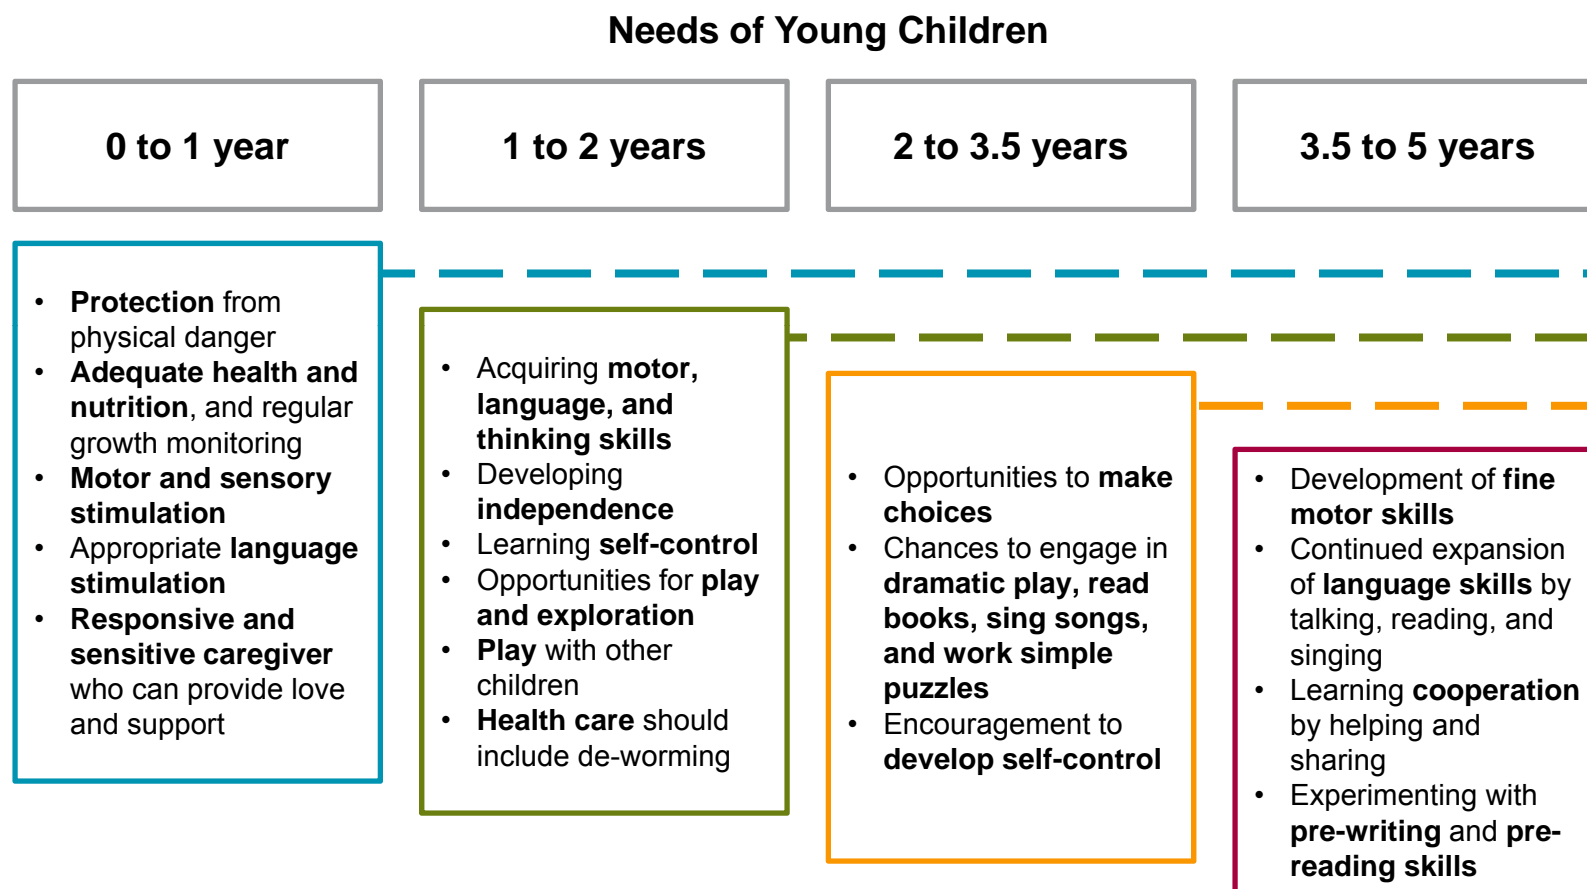 Needs of Young Children
0 to 1 year
1 to 2 years
2 to 3.5 years
3.5 to 5 years
• Protection from
physical danger
• Adequate health and
nutrition, and regular
growth monitoring
• Motor and sensory
stimulation
• Appropriate language
stimulation
• Responsive and
sensitive caregiver
who can provide love
and support
• Acquiring motor,
language, and
thinking skills
• Developing
independence
• Learning self-control
• Opportunities for play
and exploration
• Play with other
children
• Health care should
include de-worming
• Opportunities to make
choices
• Chances to engage in
dramatic play, read
books, sing songs,
and work simple
puzzles
• Encouragement to
develop self-control
• Development of fine
motor skills
• Continued expansion
of language skills by
talking, reading, and
singing
• Learning cooperation
by helping and
sharing
• Experimenting with
pre-writing and pre-
reading skills